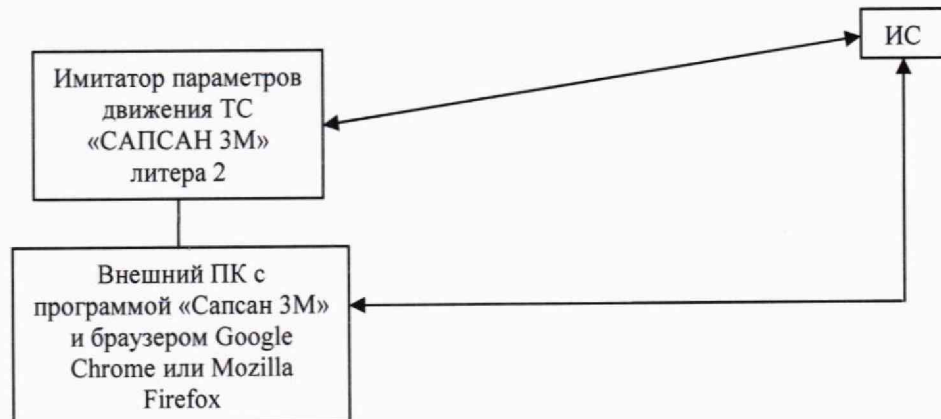 ИС
Имитатор параметров
движения ТС
«САПСАН 3М»
литера 2
Внешний ПК с
программой «Сапсан 3М»
и браузером Google
Chrome или Mozilla
Firefox